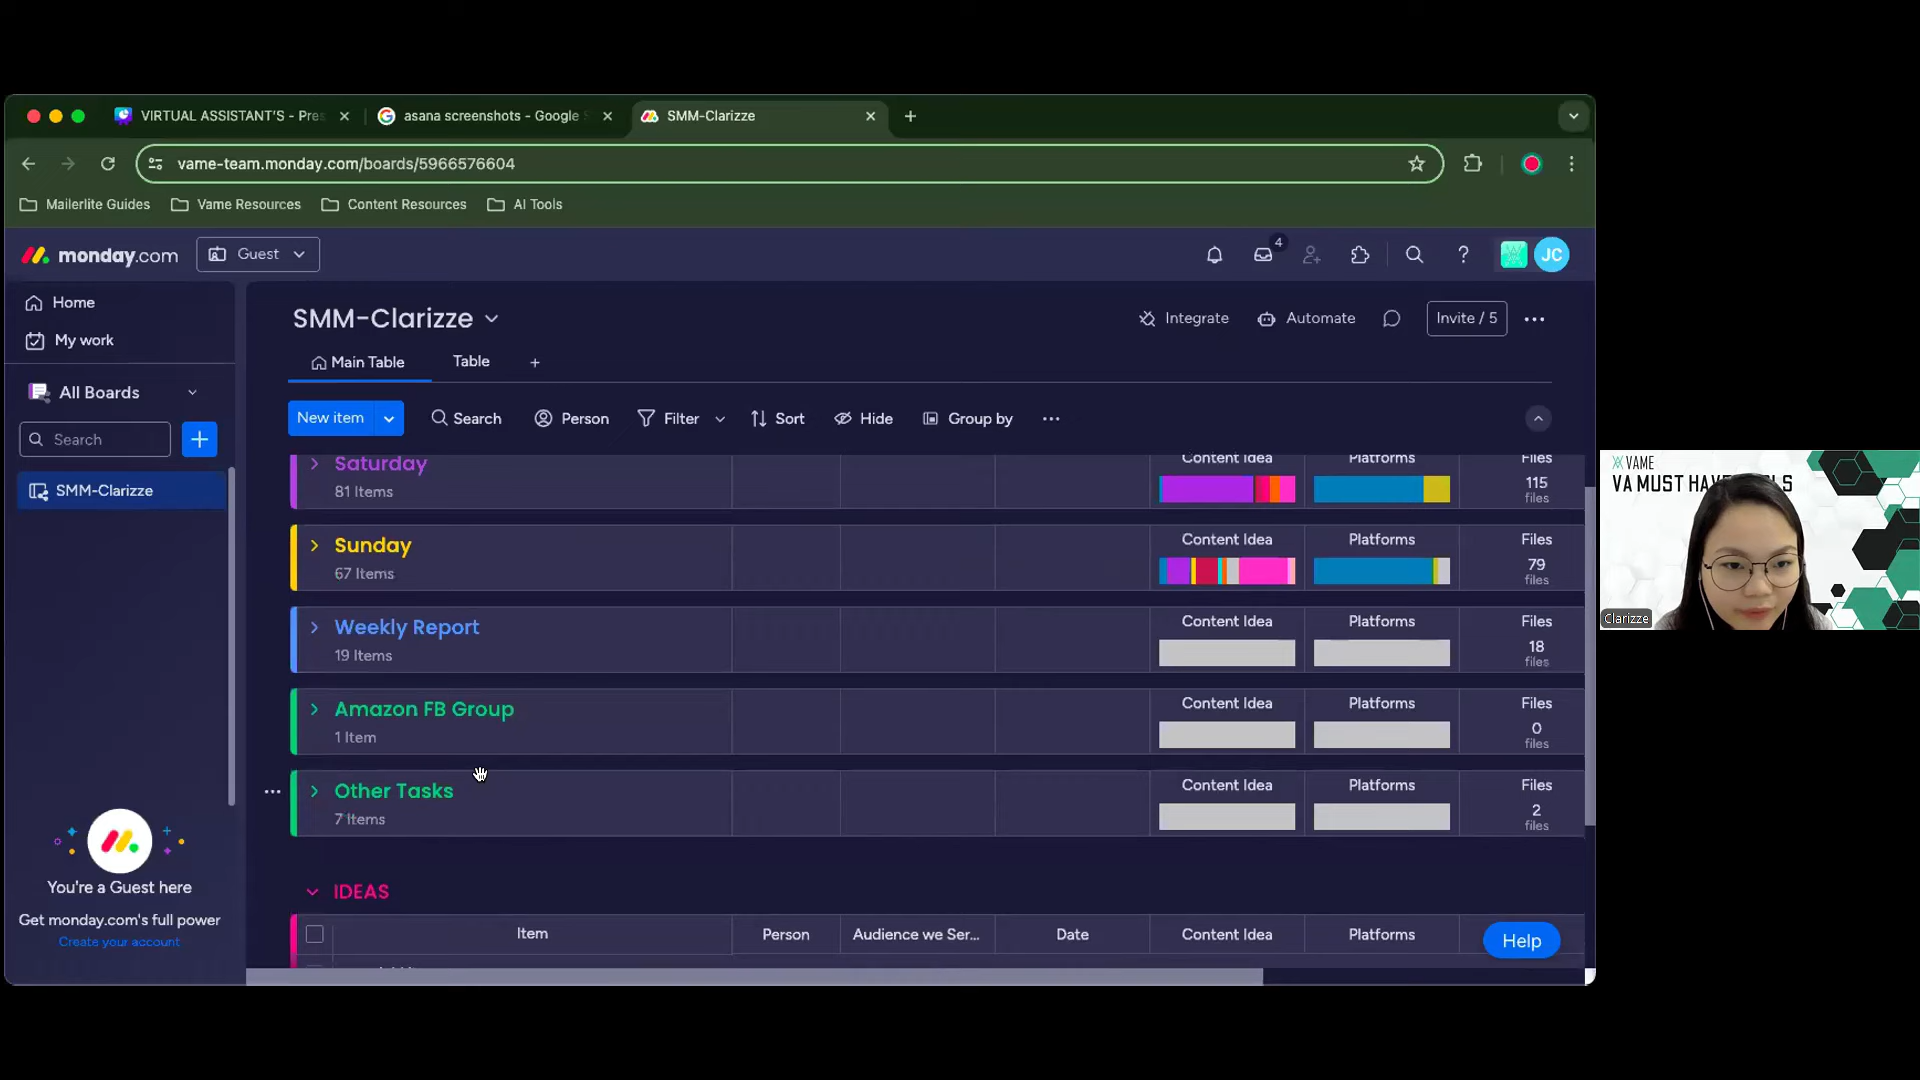 VIRTUAL ASSISTANT'S - Pres
asana screenshots - Google S
SMM-Clarizze
vame-team.monday.com/boards/5966576604
Mailerlite Guides
Vame Resources
Content Resources
AI Tools
monday.com
Guest
4
JC
Home
My work
All Boards
Search
SMM-Clarizze
You're a Guest here
Get monday.com's full power
Create your account
SMM-Clarizze
Integrate
Automate
Invite / 5
Main Table
Table
New item
Search
Person
Filter
Sort
Hide
Group by
Saturday
81 Items
Content Idea
Platforms
Files
115
files
Sunday
67 Items
Content Idea
Platforms
Files
79
files
Weekly Report
19 Items
Content Idea
Platforms
Files
18
files
Amazon FB Group
1 Item
Content Idea
Platforms
Files
0
files
Other Tasks
7 Items
Content Idea
Platforms
Files
2
files
IDEAS
Item
Person
Audience we Ser...
Date
Content Idea
Platforms
Help
VAME
VA MUST HAVE
Clarizze